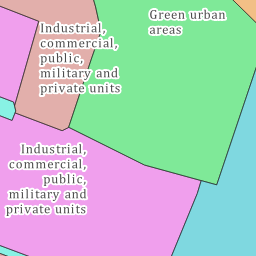 Green urban
areas
Industrial,
commercial,
public,
military and
private units
Industrial,
commercial,
public,
military and
private units